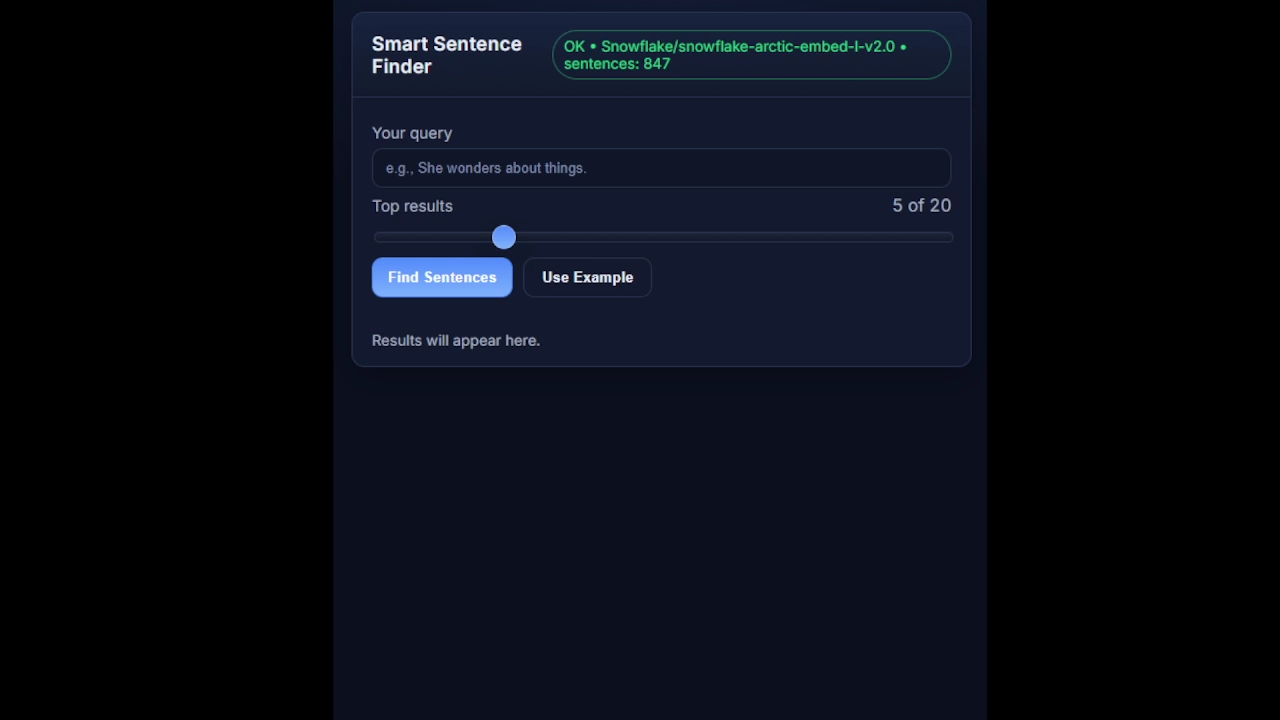 Smart Sentence
Finder
OK • Snowflake/snowflake-arctic-embed-l-v2.0 •
sentences: 847
Your query
e.g., She wonders about things.
Top results
5 of 20
Find Sentences
Use Example
Results will appear here.